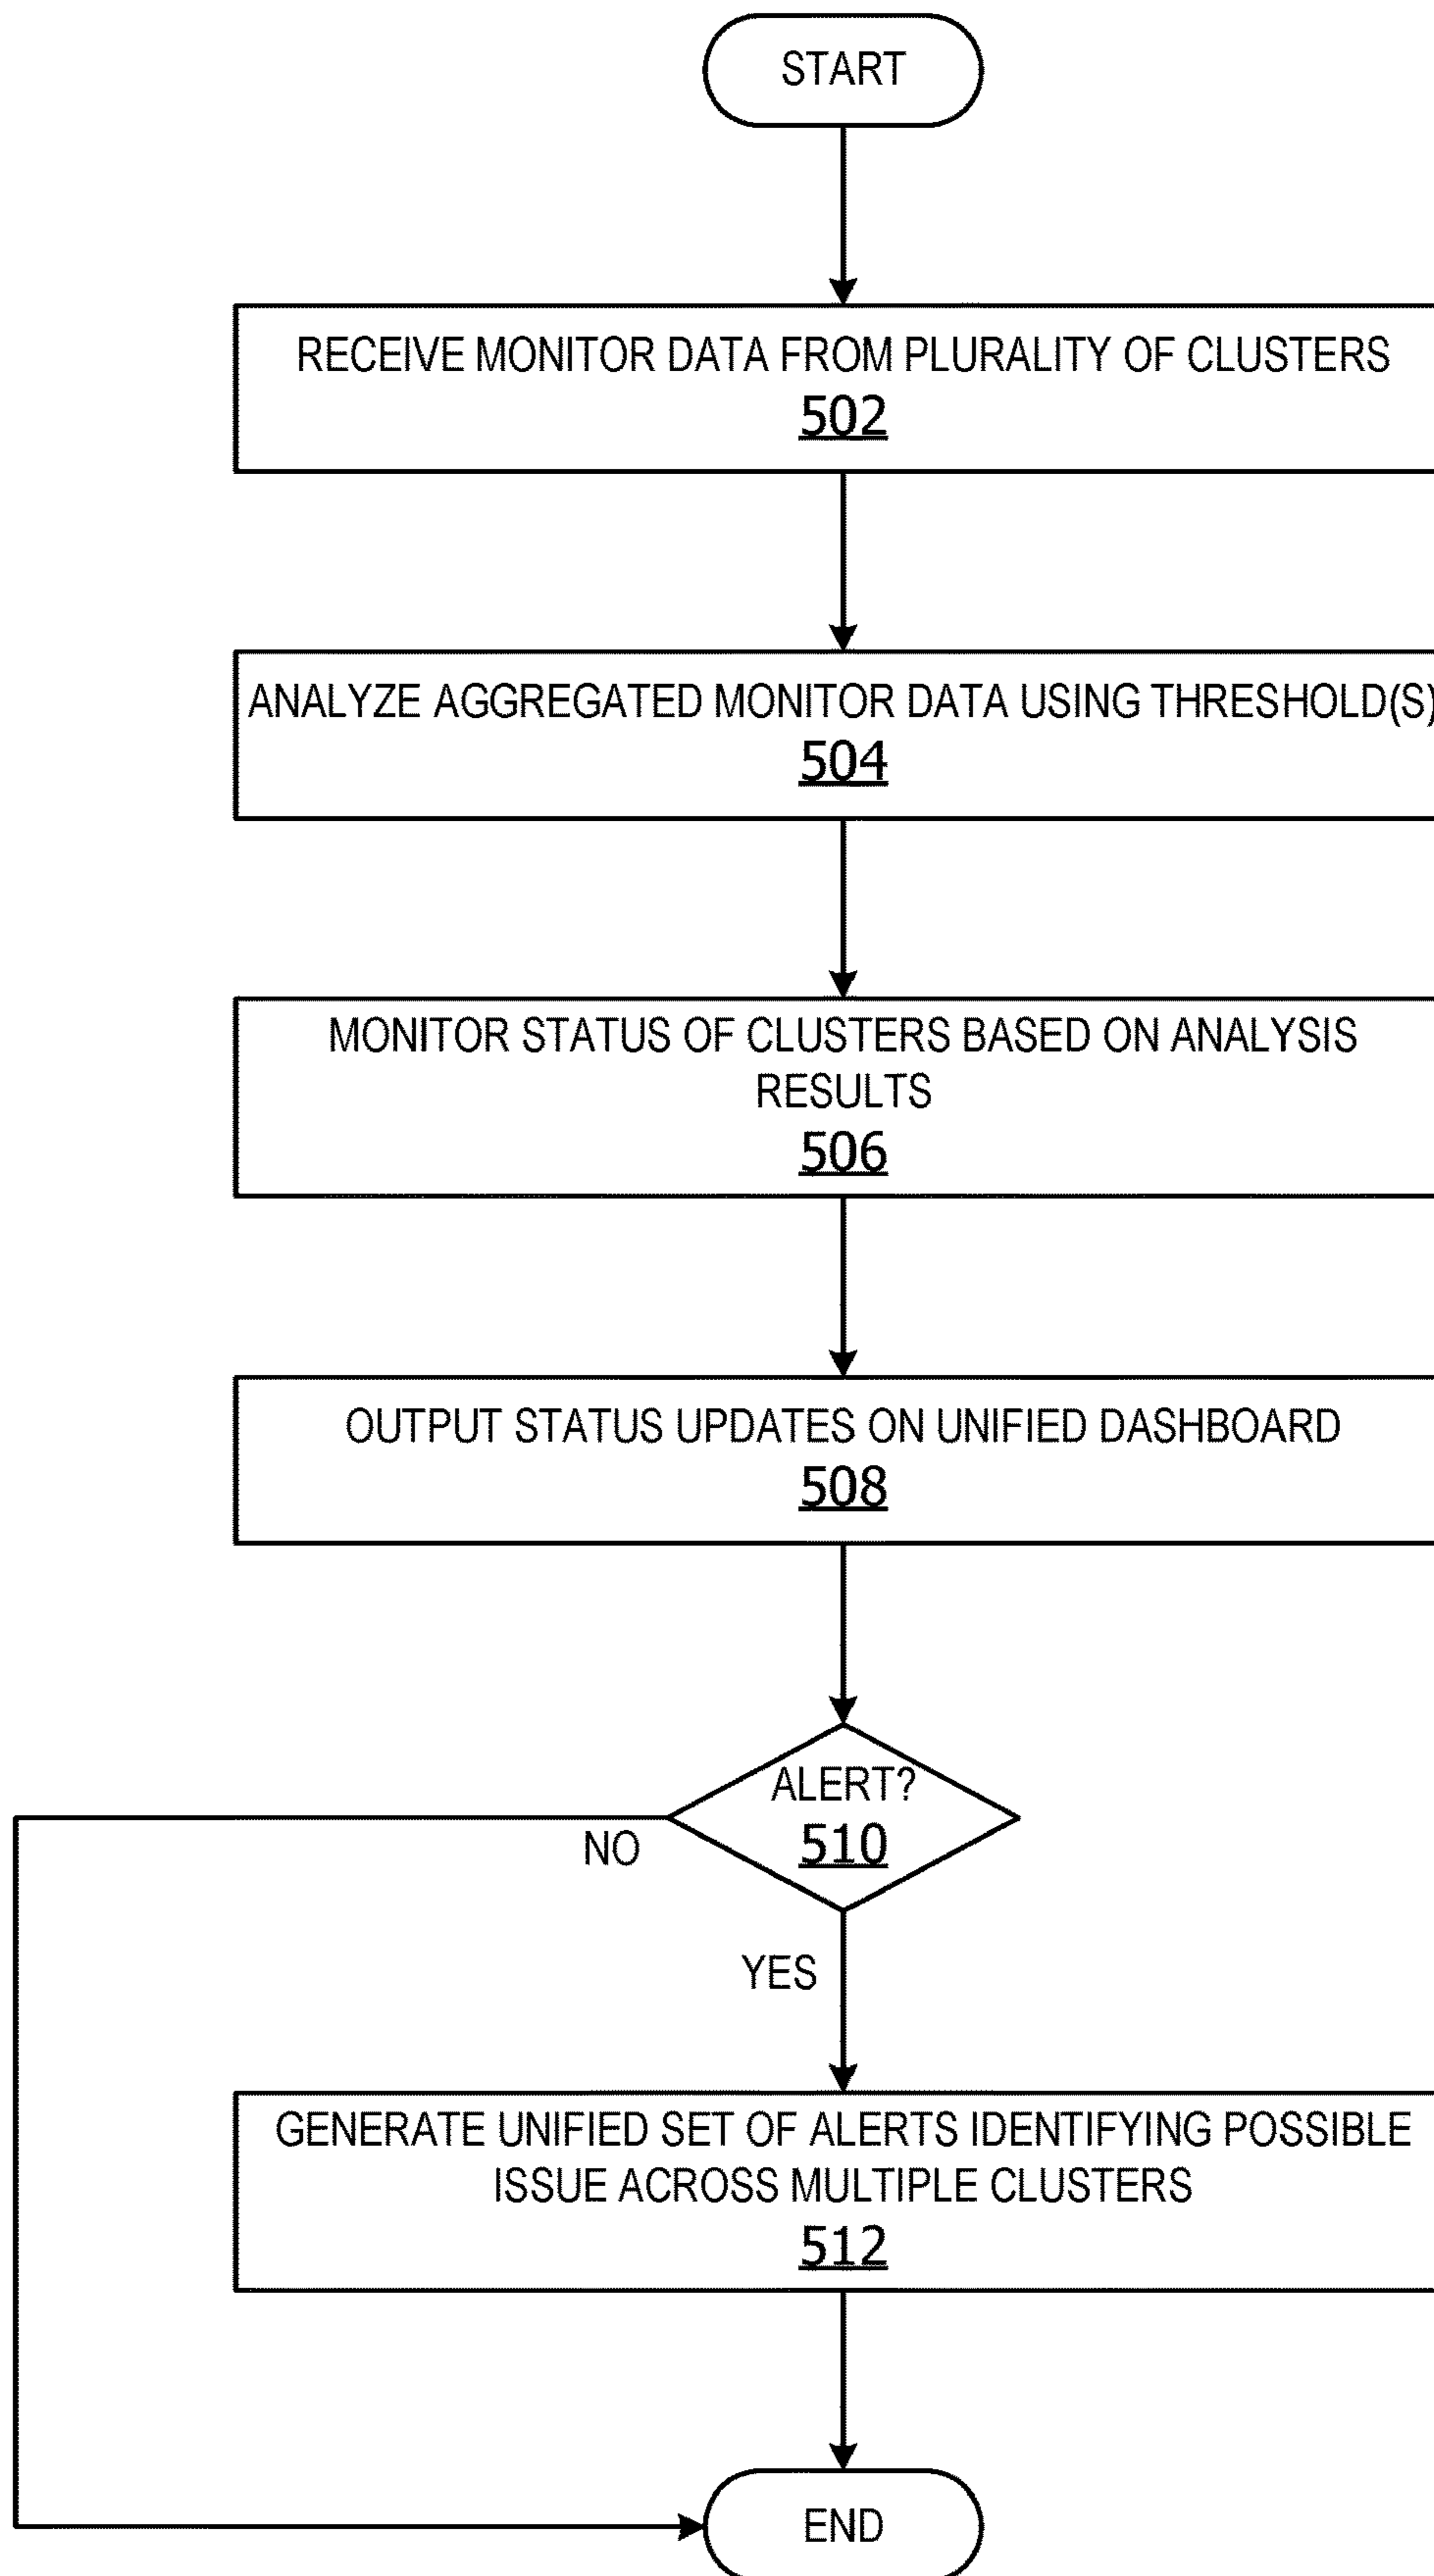 START
RECEIVE MONITOR DATA FROM PLURALITY OF CLUSTERS
502
ANALYZE AGGREGATED MONITOR DATA USING THRESHOLD(S)
504
MONITOR STATUS OF CLUSTERS BASED ON ANALYSIS
RESULTS
506
OUTPUT STATUS UPDATES ON UNIFIED DASHBOARD
508
ALERT?
510
NO
YES
GENERATE UNIFIED SET OF ALERTS IDENTIFYING POSSIBLE
ISSUE ACROSS MULTIPLE CLUSTERS
512
END